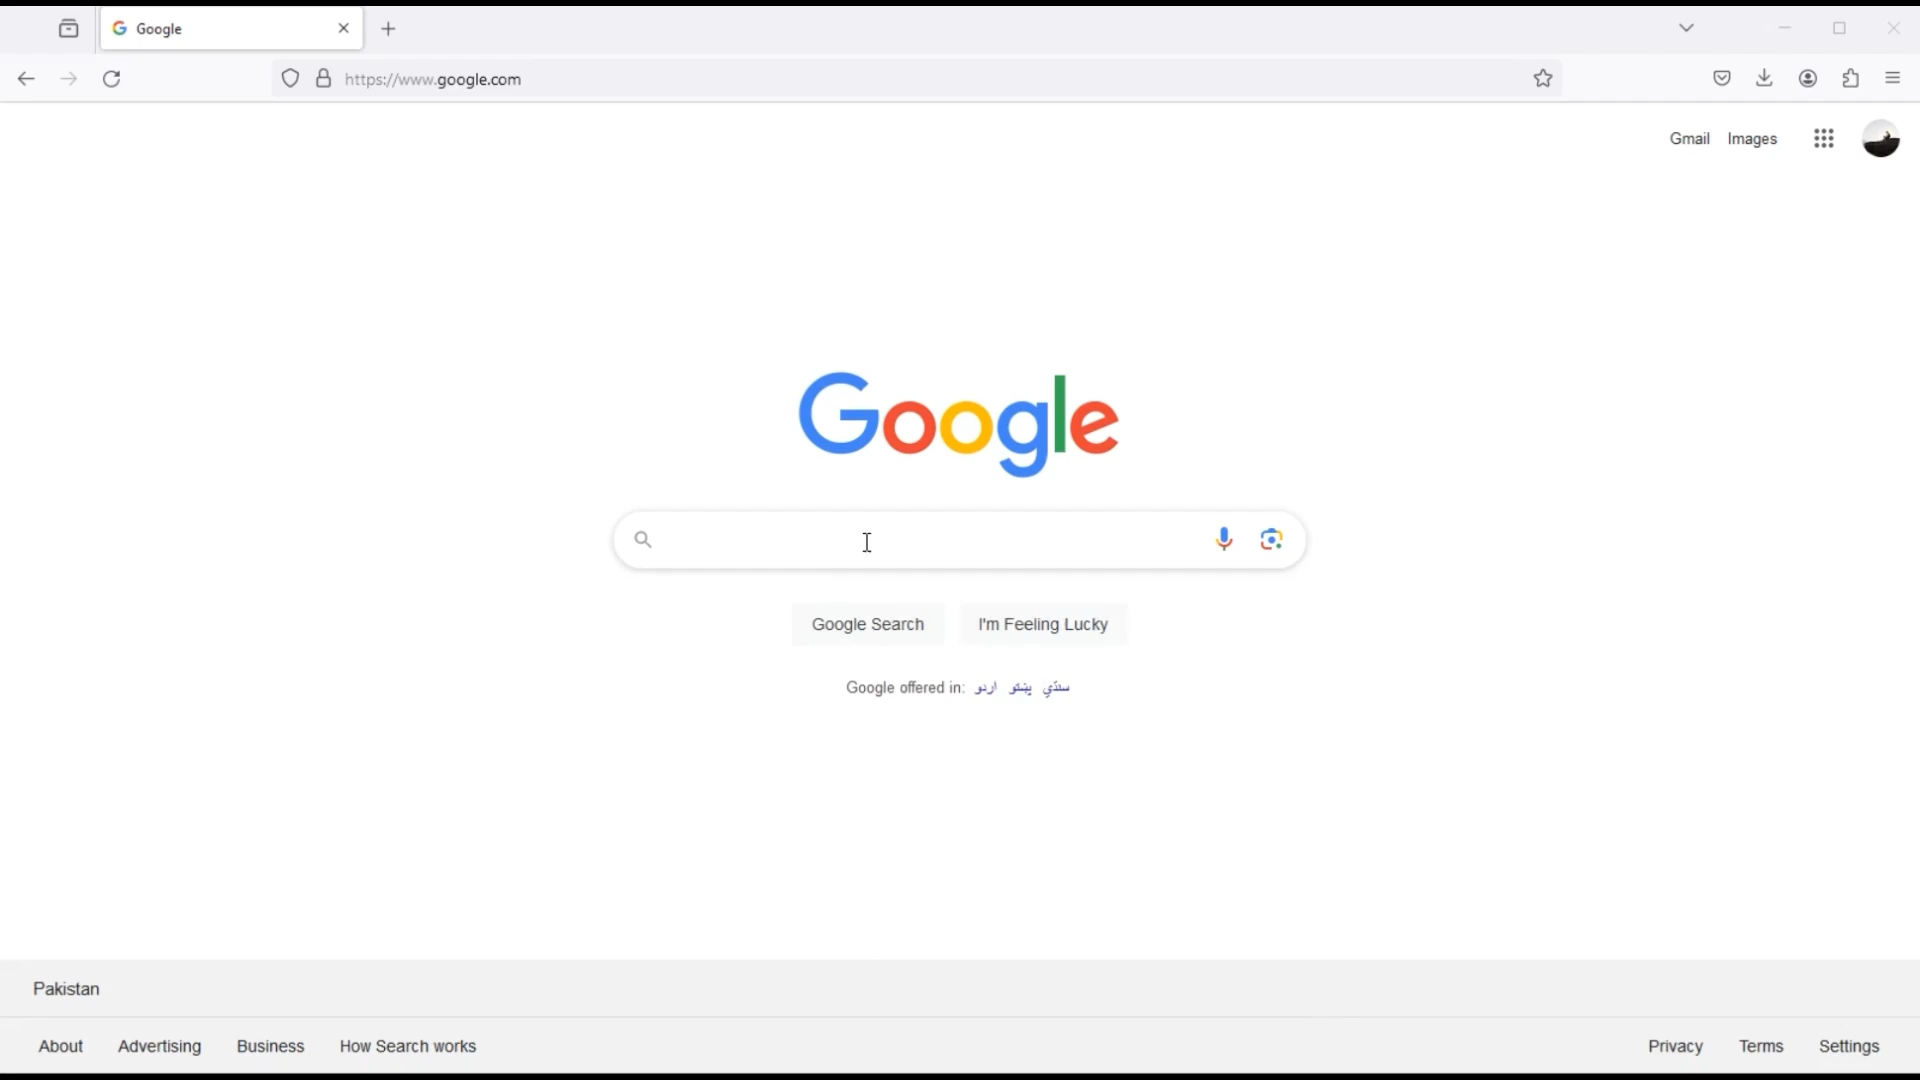 Google
https://www.google.com
Gmail Images
Google
Google Search I'm Feeling Lucky
Google offered in: اردو پښتو سنڌي
Pakistan
About Advertising Business How Search works Privacy Terms Settings